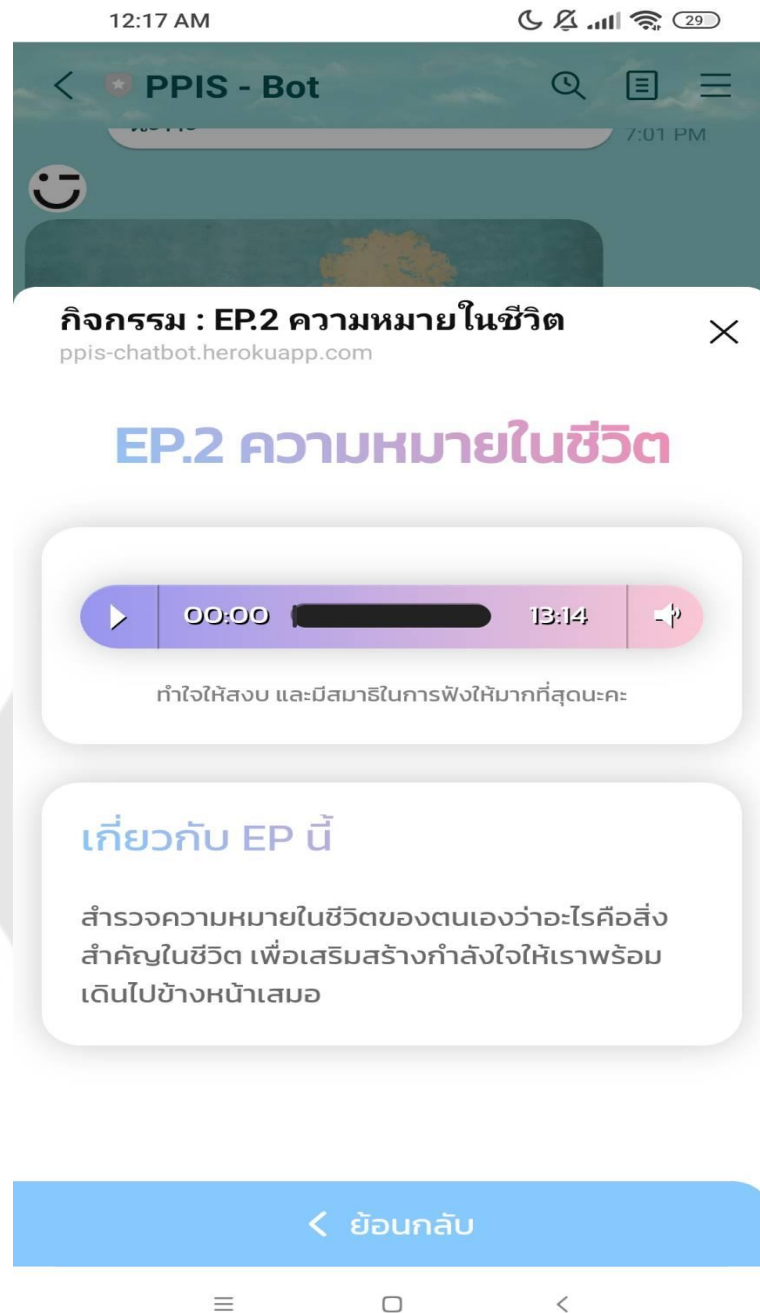 12:17 AM
29
PPIS - Bot
7:01 PM
กิจกรรม : EP.2 ความหมายในชีวิต
ppis-chatbot.herokuapp.com
EP.2 ความหมายในชีวิต
00:00
13:14
ทำใจให้สงบ และมีสมาธิในการฟังให้มากที่สุดนะคะ
เกี่ยวกับ EP นี้
สำรวจความหมายในชีวิตของตนเองว่าอะไรคือสิ่ง
สำคัญในชีวิต เพื่อเสริมสร้างกำลังใจให้เราพร้อม
เดินไปข้างหน้าเสมอ
ย้อนกลับ